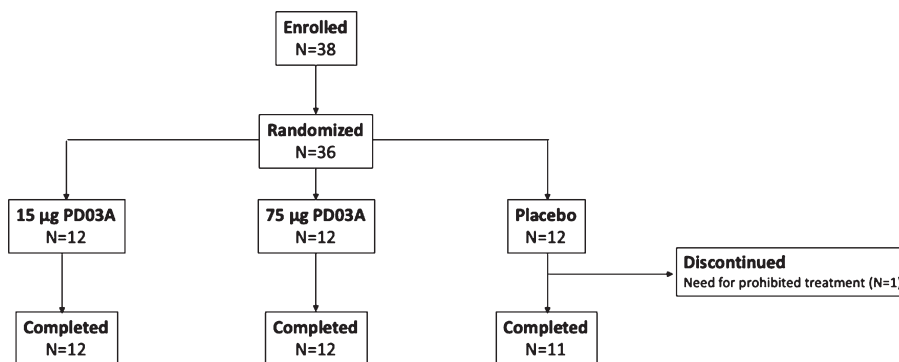 Enrolled
N=38
Randomized
N=36
15 µg PD03A
N=12
75 µg PD03A
N=12
Placebo
N=12
Discontinued
Need for prohibited treatment (N=1)
Completed
N=12
Completed
N=12
Completed
N=11